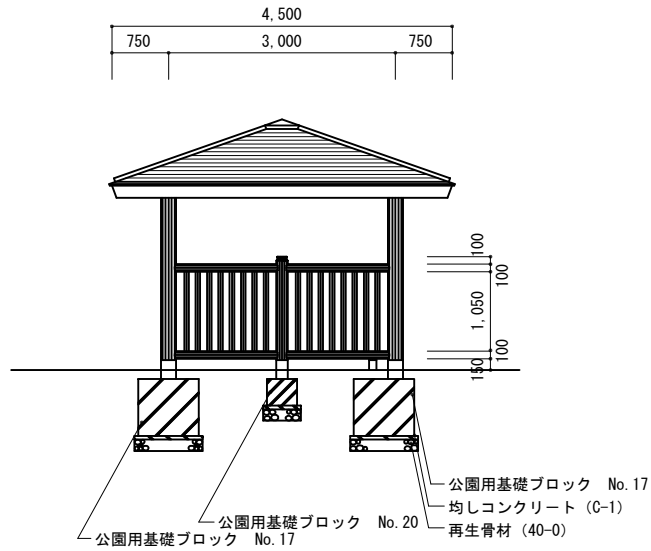 4,500
750 3,000 750
100
100
1,050
100
150
公園用基礎ブロック No.17
均しコンクリート (C-1)
公園用基礎ブロック No.20
再生骨材 (40-0)
公園用基礎ブロック No.17